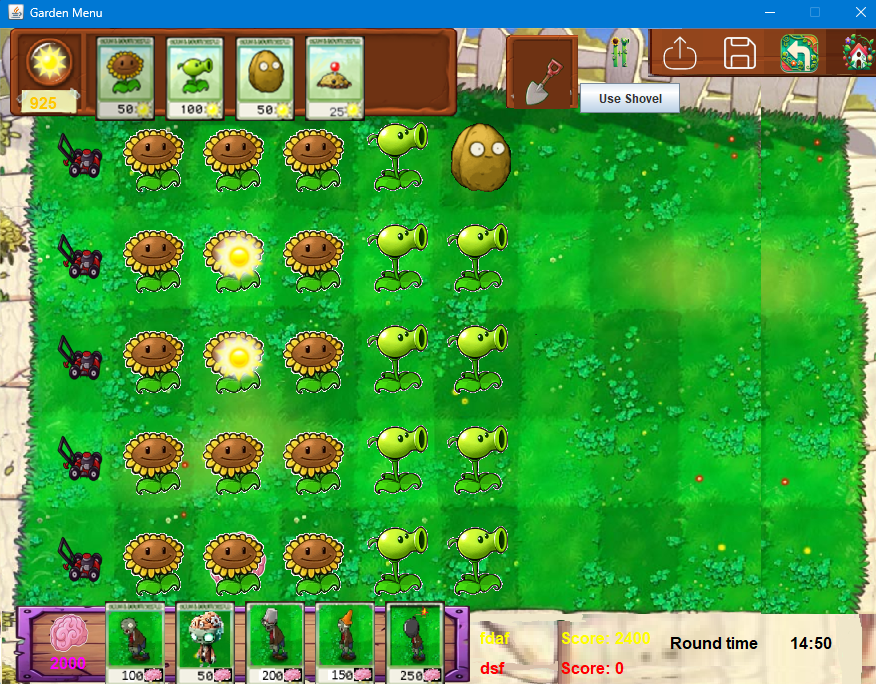 Garden Menu
925
50
100
50
25
Use Shovel
2000
100
50
200
150
250
fdaf
Score: 2400
Round time
14:50
dsf
Score: 0